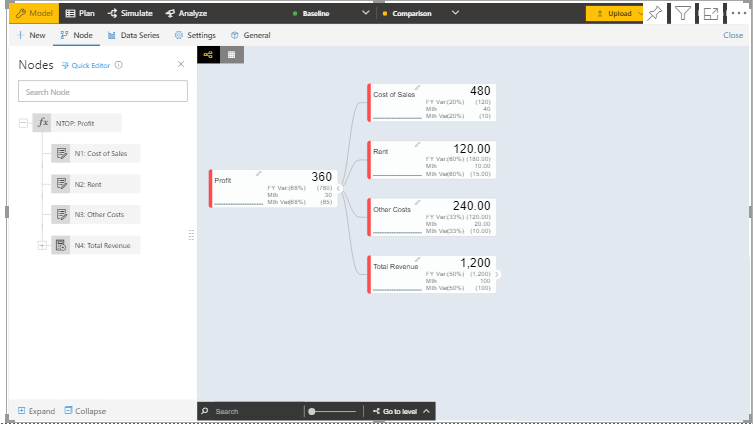 Model Plan Simulate Analyze Baseline Comparison Upload
New Node Data Series Settings General Close
Nodes Quick Editor
Search Node
fx NTOP: Profit
N1: Cost of Sales
N2: Rent
N3: Other Costs
N4: Total Revenue
Expand Collapse
Profit
360
FY Var(68%) (780)
Mth 30
Mth Var(68%) (65)
Cost of Sales
480
FY Var(20%) (120)
Mth 40
Mth Var(20%) (10)
Rent
120.00
FY Var(60%) (180.00)
Mth 10.00
Mth Var(60%) (15.00)
Other Costs
240.00
FY Var(33%) (120.00)
Mth 20.00
Mth Var(33%) (10.00)
Total Revenue
1,200
FY Var(50%) (1,200)
Mth 100
Mth Var(50%) (100)
Search Go to level